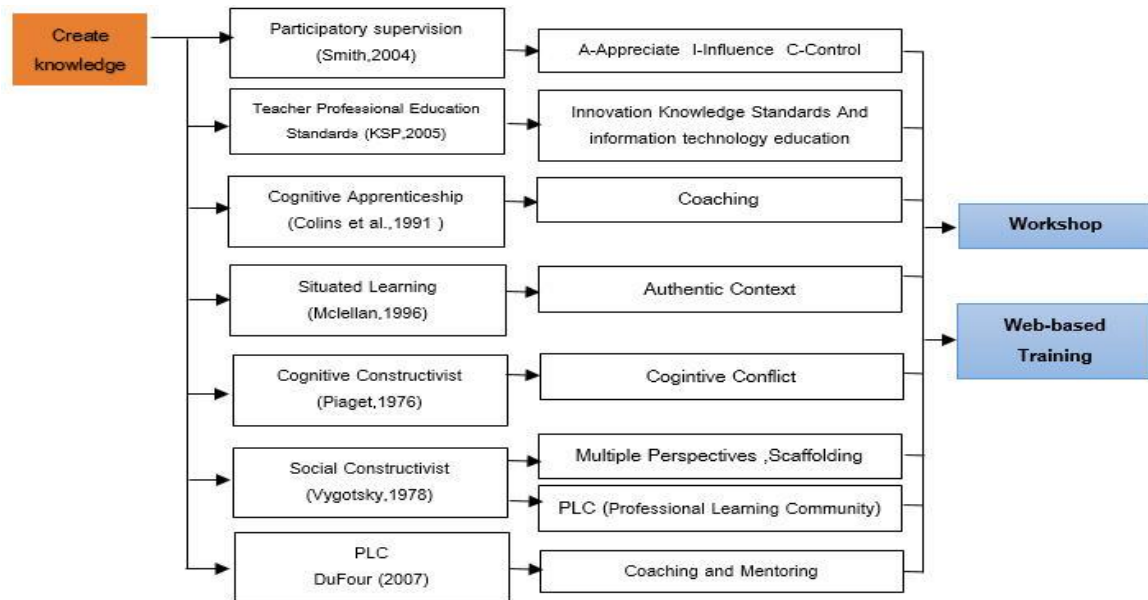 Create
knowledge
Participatory supervision
(Smith,2004)
A-Appreciate I-Influence C-Control
Teacher Professional Education
Standards (KSP,2005)
Innovation Knowledge Standards And
information technology education
Cognitive Apprenticeship
(Colins et al.,1991 )
Coaching
Workshop
Situated Learning
(Mclellan,1996)
Authentic Context
Web-based
Training
Cognitive Constructivist
(Piaget,1976)
Cogintive Conflict
Social Constructivist
(Vygotsky,1978)
Multiple Perspectives ,Scaffolding
PLC (Professional Learning Community)
PLC
DuFour (2007)
Coaching and Mentoring